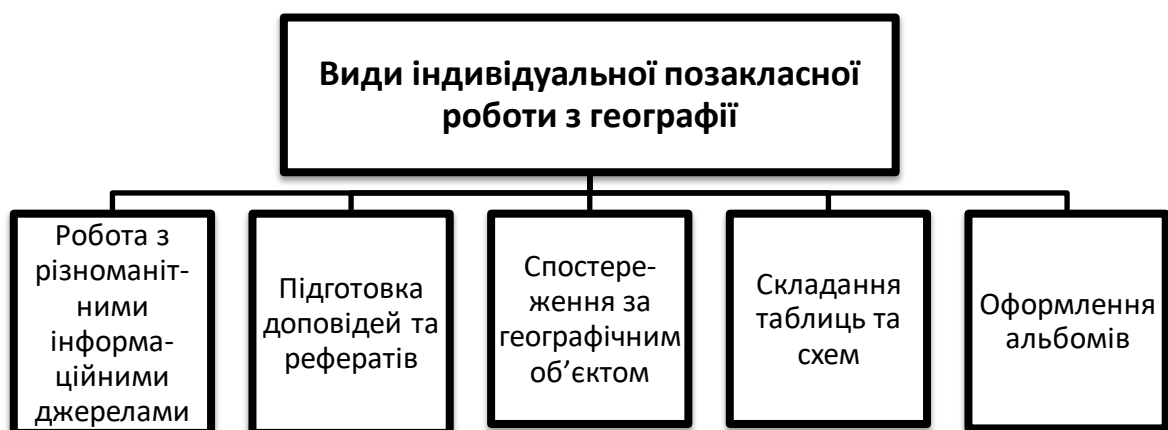 Види індивідуальної позакласної
роботи з географії
Робота з
різноманіт-
ними
інформа-
ційними
джерелами
Підготовка
доповідей та
рефератів
Спостере-
ження за
географічним
об’єктом
Складання
таблиць та
схем
Оформлення
альбомів